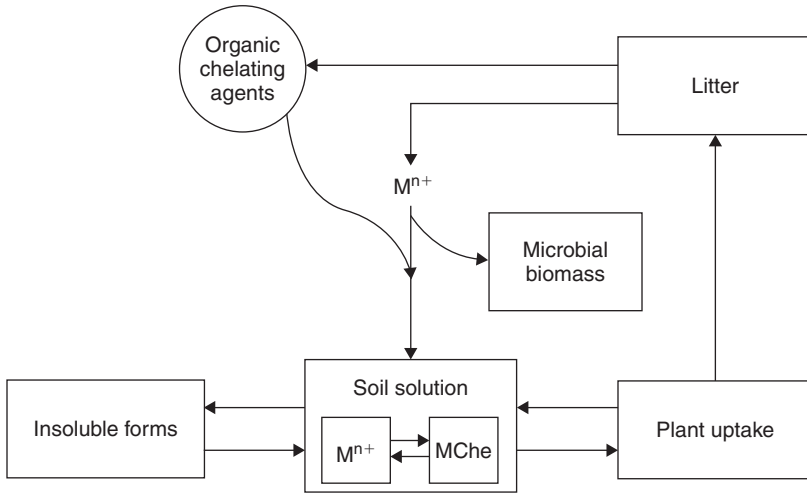 Organic
chelating
agents
Litter
Mⁿ⁺
Microbial
biomass
Soil solution
Insoluble forms
Mⁿ⁺
MChe
Plant uptake